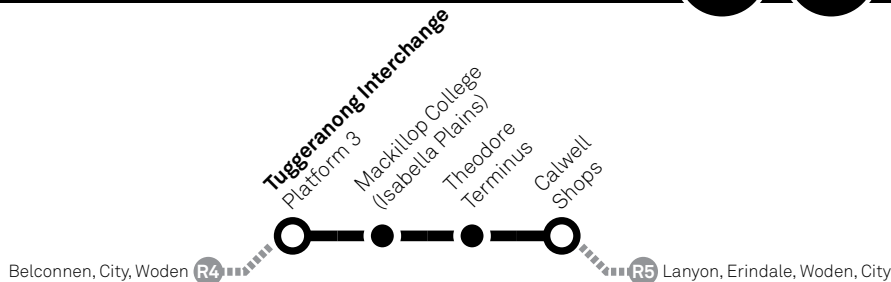 Tuggeranong Interchange
Platform 3
Mackillop College
(Isabella Plains)
Theodore
Terminus
Calwell
Shops
Belconnen, City, Woden R4
R5 Lanyon, Erindale, Woden, City